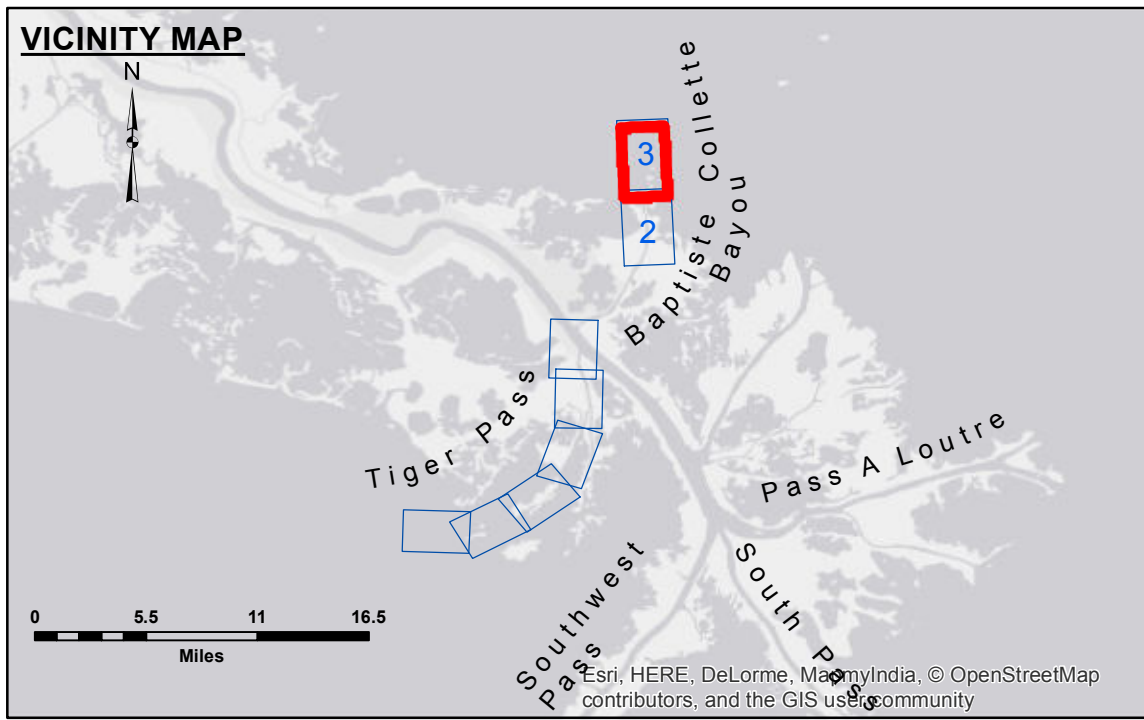 VICINITY MAP
N
Baptiste Collette
Bayou
3
2
Tiger Pass
Pass A Loutre
Southwest
Pass
South Pass
0 5.5 11 16.5
Miles
Esri, HERE, DeLorme, MapmyIndia, © OpenStreetMap
contributors, and the GIS user community